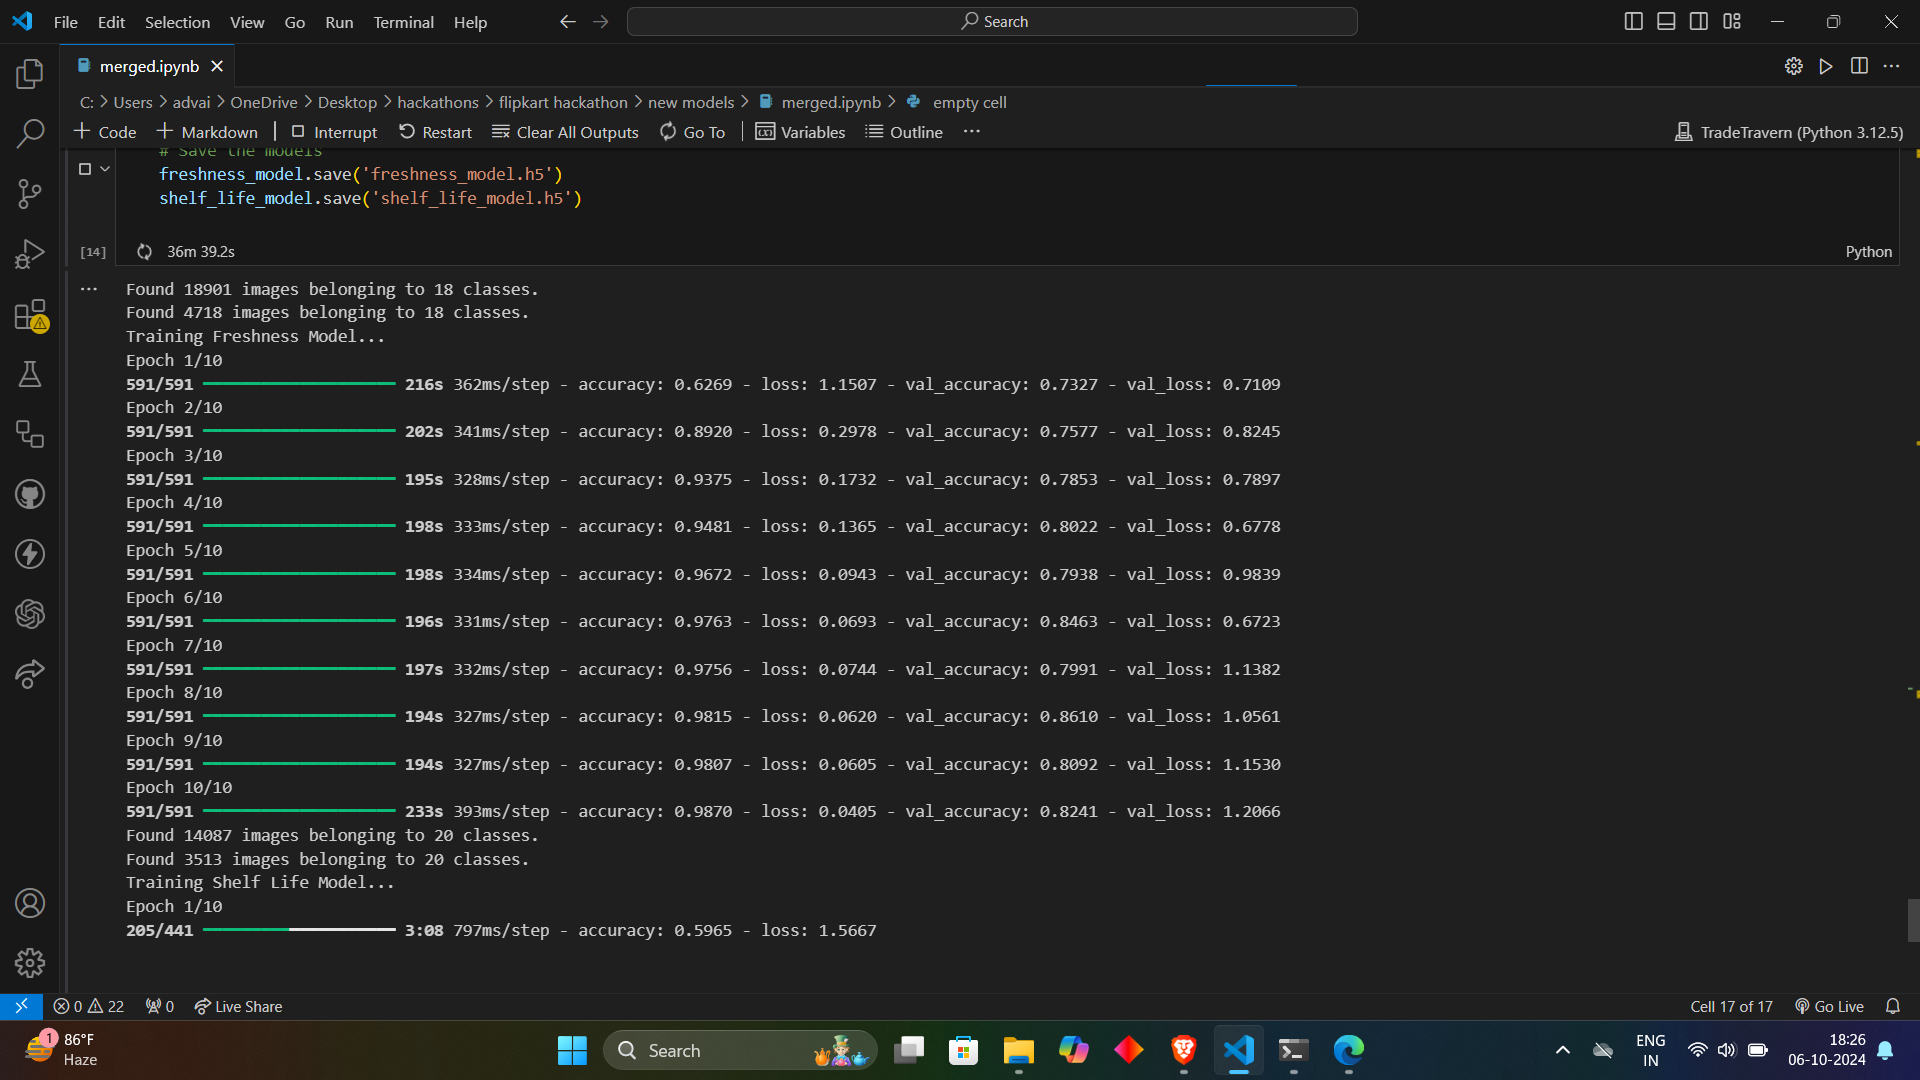 File Edit Selection View Go Run Terminal Help
Search
merged.ipynb
C: > Users > advai > OneDrive > Desktop > hackathons > flipkart hackathon > new models > merged.ipynb > empty cell
+ Code + Markdown | Interrupt Restart Clear All Outputs Go To | Variables Outline ...
TradeTravern (Python 3.12.5)
# Save the models
freshness_model.save('freshness_model.h5')
shelf_life_model.save('shelf_life_model.h5')
[14] 36m 39.2s
Python
Found 18901 images belonging to 18 classes.
Found 4718 images belonging to 18 classes.
Training Freshness Model...
Epoch 1/10
591/591 216s 362ms/step - accuracy: 0.6269 - loss: 1.1507 - val_accuracy: 0.7327 - val_loss: 0.7109
Epoch 2/10
591/591 202s 341ms/step - accuracy: 0.8920 - loss: 0.2978 - val_accuracy: 0.7577 - val_loss: 0.8245
Epoch 3/10
591/591 195s 328ms/step - accuracy: 0.9375 - loss: 0.1732 - val_accuracy: 0.7853 - val_loss: 0.7897
Epoch 4/10
591/591 198s 333ms/step - accuracy: 0.9481 - loss: 0.1365 - val_accuracy: 0.8022 - val_loss: 0.6778
Epoch 5/10
591/591 198s 334ms/step - accuracy: 0.9672 - loss: 0.0943 - val_accuracy: 0.7938 - val_loss: 0.9839
Epoch 6/10
591/591 196s 331ms/step - accuracy: 0.9763 - loss: 0.0693 - val_accuracy: 0.8463 - val_loss: 0.6723
Epoch 7/10
591/591 197s 332ms/step - accuracy: 0.9756 - loss: 0.0744 - val_accuracy: 0.7991 - val_loss: 1.1382
Epoch 8/10
591/591 194s 327ms/step - accuracy: 0.9815 - loss: 0.0620 - val_accuracy: 0.8610 - val_loss: 1.0561
Epoch 9/10
591/591 194s 327ms/step - accuracy: 0.9807 - loss: 0.0605 - val_accuracy: 0.8092 - val_loss: 1.1530
Epoch 10/10
591/591 233s 393ms/step - accuracy: 0.9870 - loss: 0.0405 - val_accuracy: 0.8241 - val_loss: 1.2066
Found 14087 images belonging to 20 classes.
Found 3513 images belonging to 20 classes.
Training Shelf Life Model...
Epoch 1/10
205/441 3:08 797ms/step - accuracy: 0.5965 - loss: 1.5667
0 22 0 Live Share
Cell 17 of 17 Go Live
1
86°F
Haze
Search
ENG
IN
18:26
06-10-2024